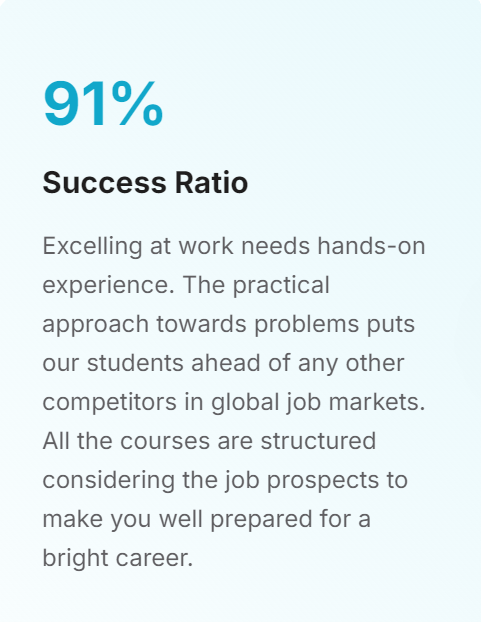 91%
Success Ratio
Excelling at work needs hands-on
experience. The practical
approach towards problems puts
our students ahead of any other
competitors in global job markets.
All the courses are structured
considering the job prospects to
make you well prepared for a
bright career.